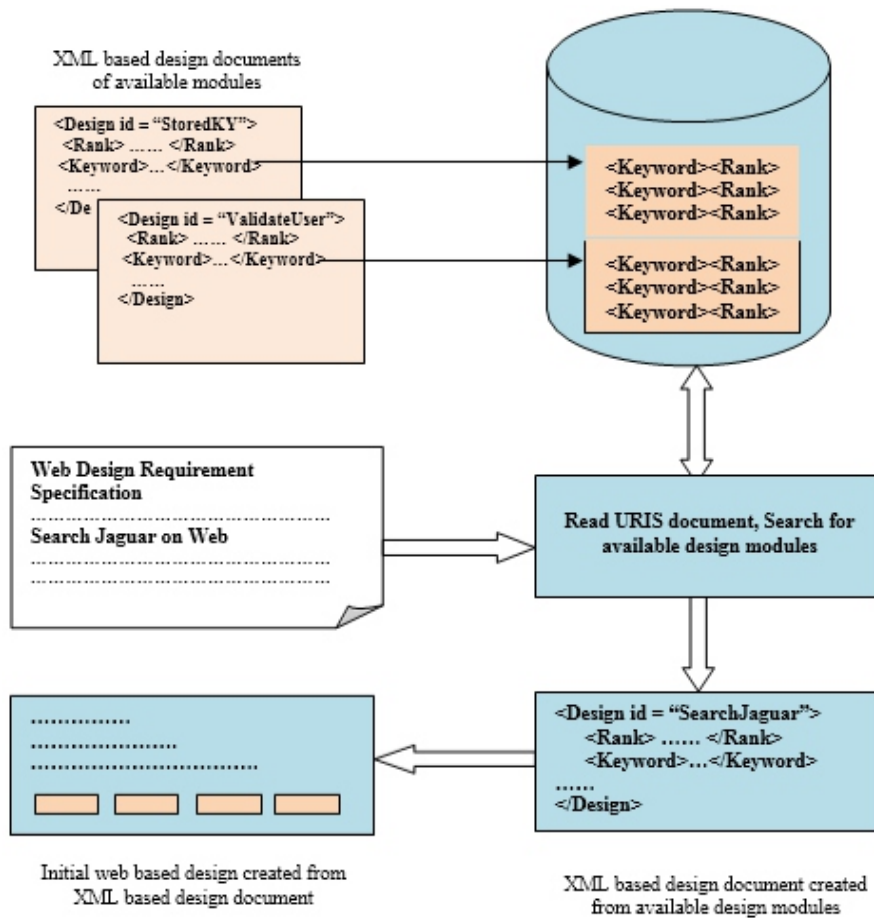 XML based design documents
of available modules
<Design id = “StoredKY”>
<Rank> …… </Rank>
<Keyword>…</Keyword>
……
</De
<Design id = “ValidateUser”>
<Rank> …… </Rank>
<Keyword>…</Keyword>
……
</Design>
<Keyword><Rank>
<Keyword><Rank>
<Keyword><Rank>
<Keyword><Rank>
<Keyword><Rank>
<Keyword><Rank>
Web Design Requirement
Specification
………………………………………………
Search Jaguar on Web
………………………………………………
………………………………………………
Read URIS document, Search for
available design modules
<Design id = “SearchJaguar”>
<Rank> …… </Rank>
<Keyword>…</Keyword>
……
</Design>
……………
…………………….
…………………………………
Initial web based design created from
XML based design document
XML based design document created
from available design modules